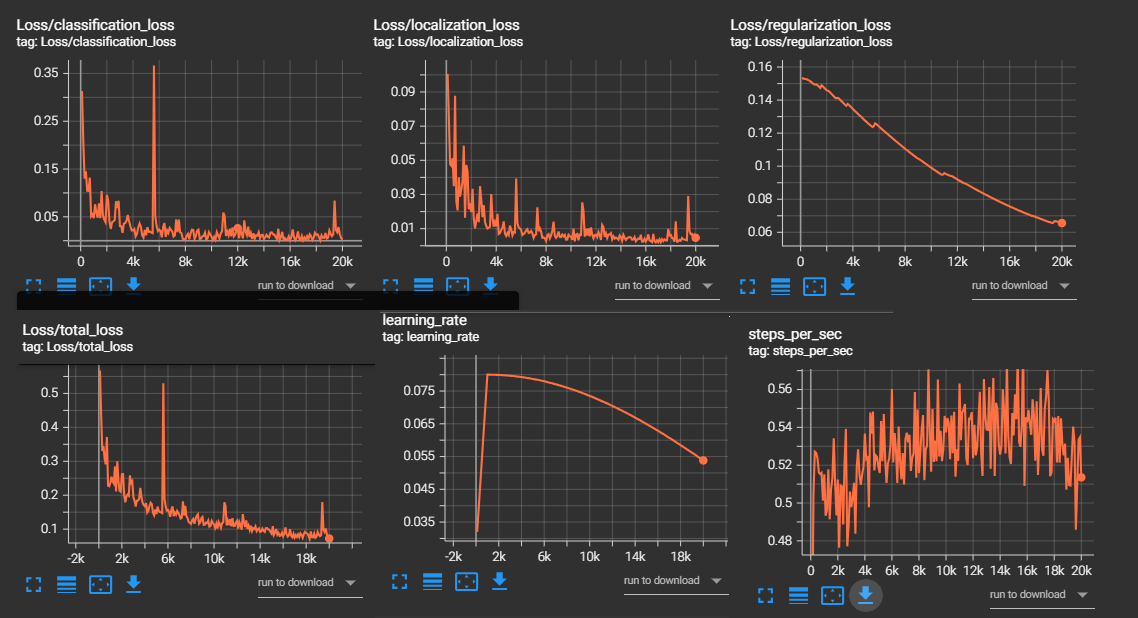 Loss/classification_loss
tag: Loss/classification_loss
0.35
0.25
0.15
0.05
0 4k 8k 12k 16k 20k
run to download
Loss/localization_loss
tag: Loss/localization_loss
0.09
0.07
0.05
0.03
0.01
0 4k 8k 12k 16k 20k
run to download
Loss/regularization_loss
tag: Loss/regularization_loss
0.16
0.14
0.12
0.1
0.08
0.06
0 4k 8k 12k 16k 20k
run to download
Loss/total_loss
tag: Loss/total_loss
0.5
0.4
0.3
0.2
0.1
-2k 2k 6k 10k 14k 18k
run to download
learning_rate
tag: learning_rate
0.075
0.065
0.055
0.045
0.035
-2k 2k 6k 10k 14k 18k
run to download
steps_per_sec
tag: steps_per_sec
0.56
0.54
0.52
0.5
0.48
0 2k 4k 6k 8k 10k 12k 14k 16k 18k 20k
run to download